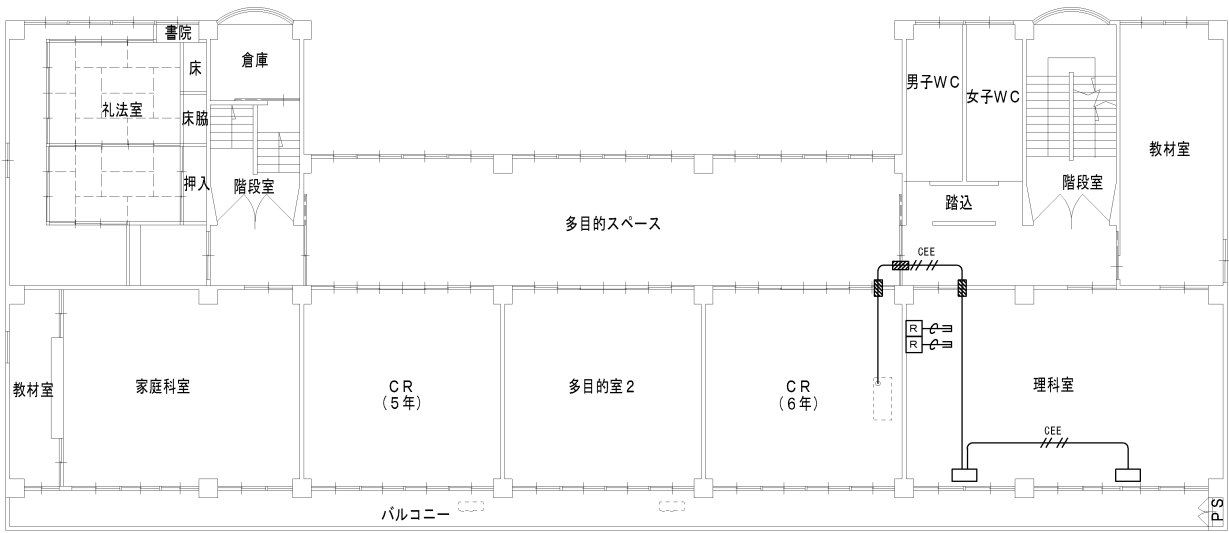 書院
倉庫
床
男子WC
女子WC
礼法室
床脇
教材室
押入
階段室
階段室
踏込
多目的スペース
CEE
R
R
教材室
家庭科室
CR
(5年)
多目的室2
CR
(6年)
理科室
CEE
バルコニー
PS